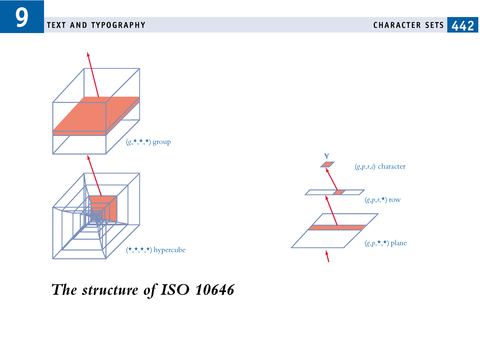 9
TEXT AND TYPOGRAPHY
CHARACTER SETS 442
(g,*,*,*) group
(*,*,*,*) hypercube
Y
(g,p,r,c) character
(g,p,r,*) row
(g,p,*,*) plane
The structure of ISO 10646